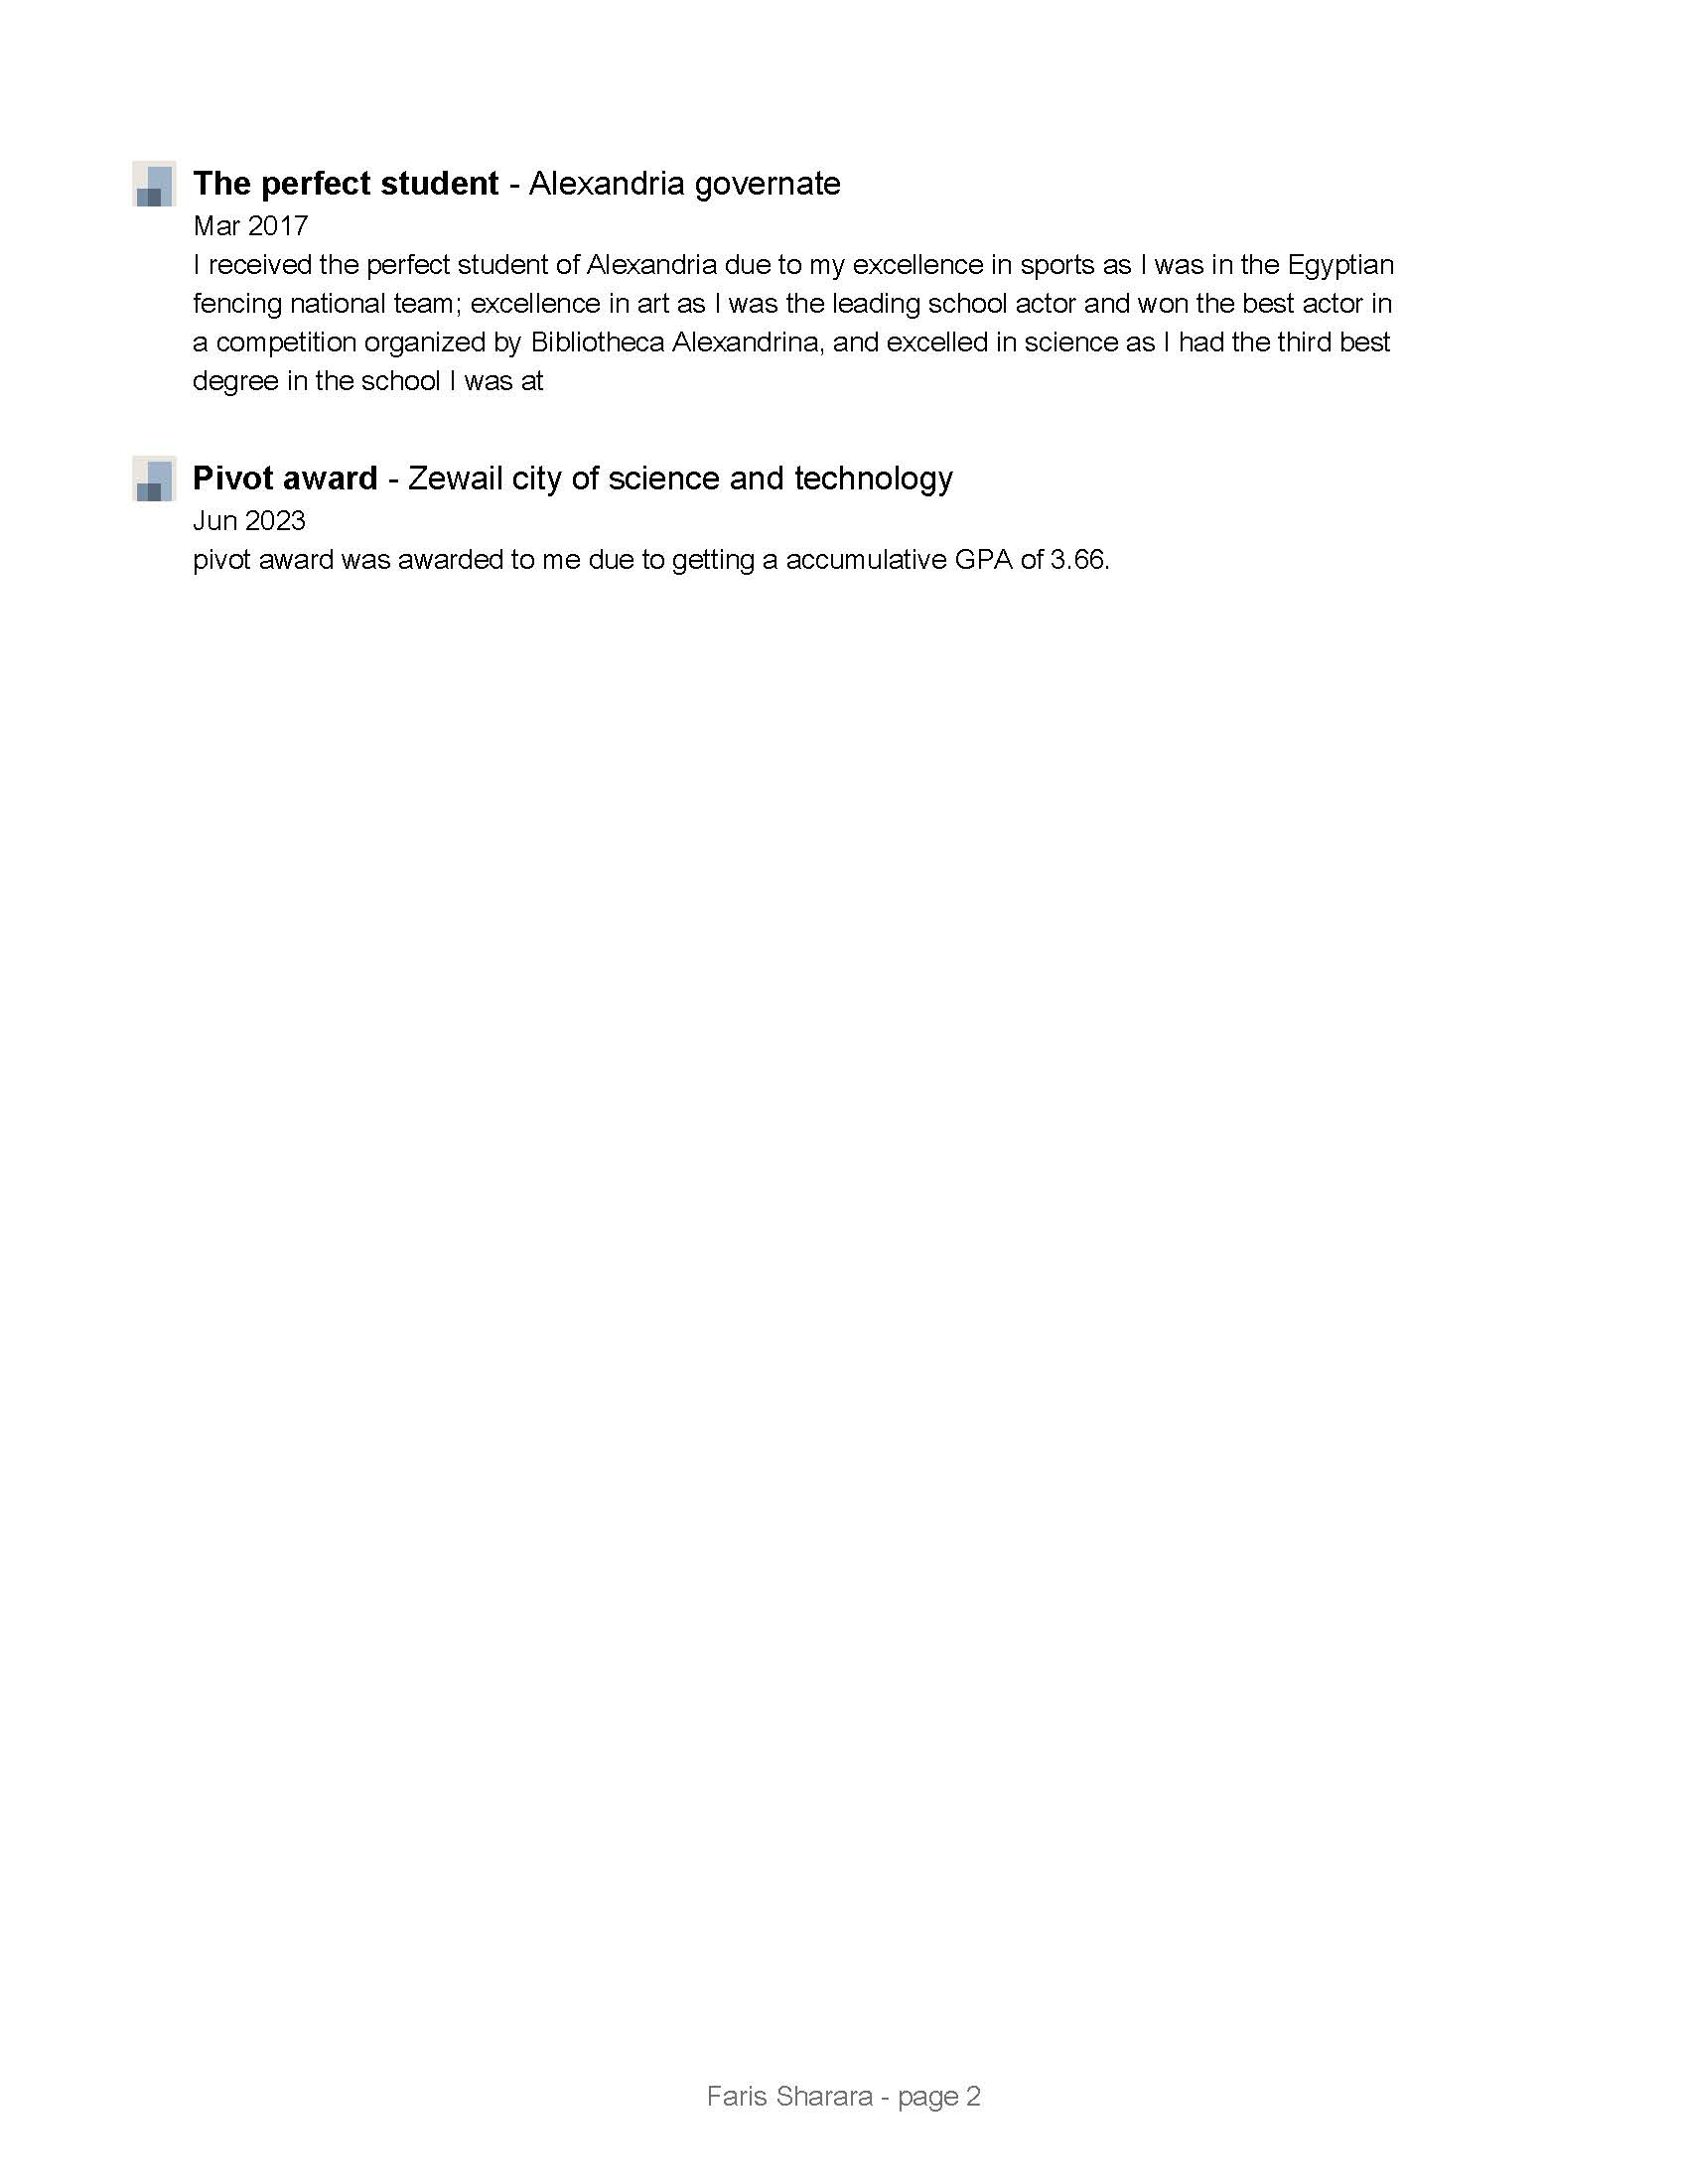 The perfect student - Alexandria governate
Mar 2017
I received the perfect student of Alexandria due to my excellence in sports as I was in the Egyptian
fencing national team; excellence in art as I was the leading school actor and won the best actor in
a competition organized by Bibliotheca Alexandrina, and excelled in science as I had the third best
degree in the school I was at
Pivot award - Zewail city of science and technology
Jun 2023
pivot award was awarded to me due to getting a accumulative GPA of 3.66.
Faris Sharara - page 2